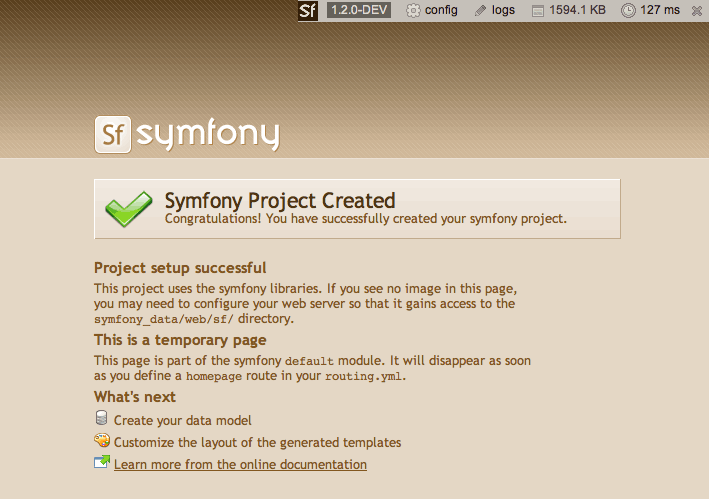 Sf 1.2.0-DEV config logs 1594.1 KB 127 ms
Sf symfony
Symfony Project Created
Congratulations! You have successfully created your symfony project.
Project setup successful
This project uses the symfony libraries. If you see no image in this page,
you may need to configure your web server so that it gains access to the
symfony_data/web/sf/ directory.
This is a temporary page
This page is part of the symfony default module. It will disappear as soon
as you define a homepage route in your routing.yml.
What's next
Create your data model
Customize the layout of the generated templates
Learn more from the online documentation